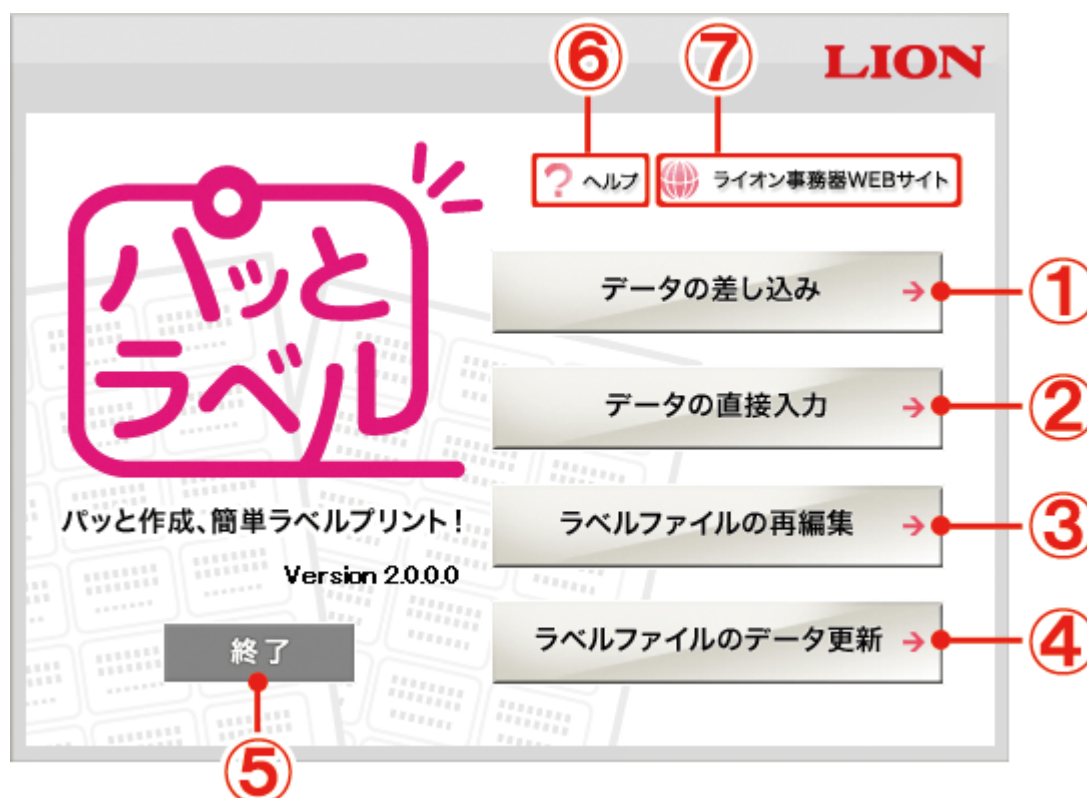 ⑥ ⑦ LION
? ヘルプ ライオン事務器WEBサイト
パッと
ラベル
データの差し込み ①
データの直接入力 ②
パッと作成、簡単ラベルプリント！
ラベルファイルの再編集 ③
Version 2.0.0.0
終了
ラベルファイルのデータ更新 ④
⑤